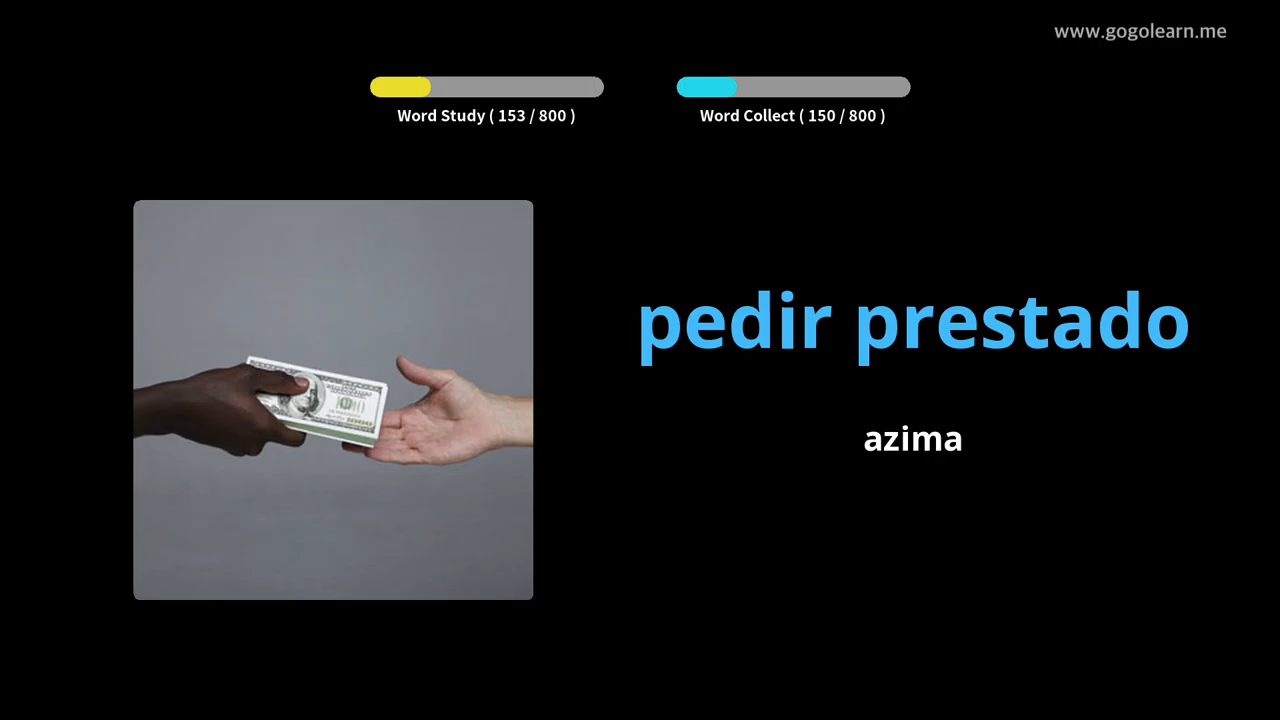 www.gogolearn.me
Word Study ( 153 / 800 )
Word Collect ( 150 / 800 )
pedir prestado
azima